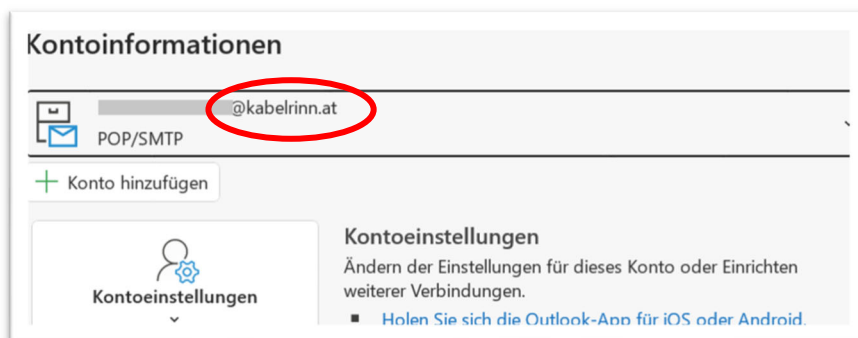 Kontoinformationen
@kabelrinn.at
POP/SMTP
Konto hinzufügen
Kontoeinstellungen
Ändern der Einstellungen für dieses Konto oder Einrichten
weiterer Verbindungen.
Kontoeinstellungen
Holen Sie sich die Outlook-App für iOS oder Android.